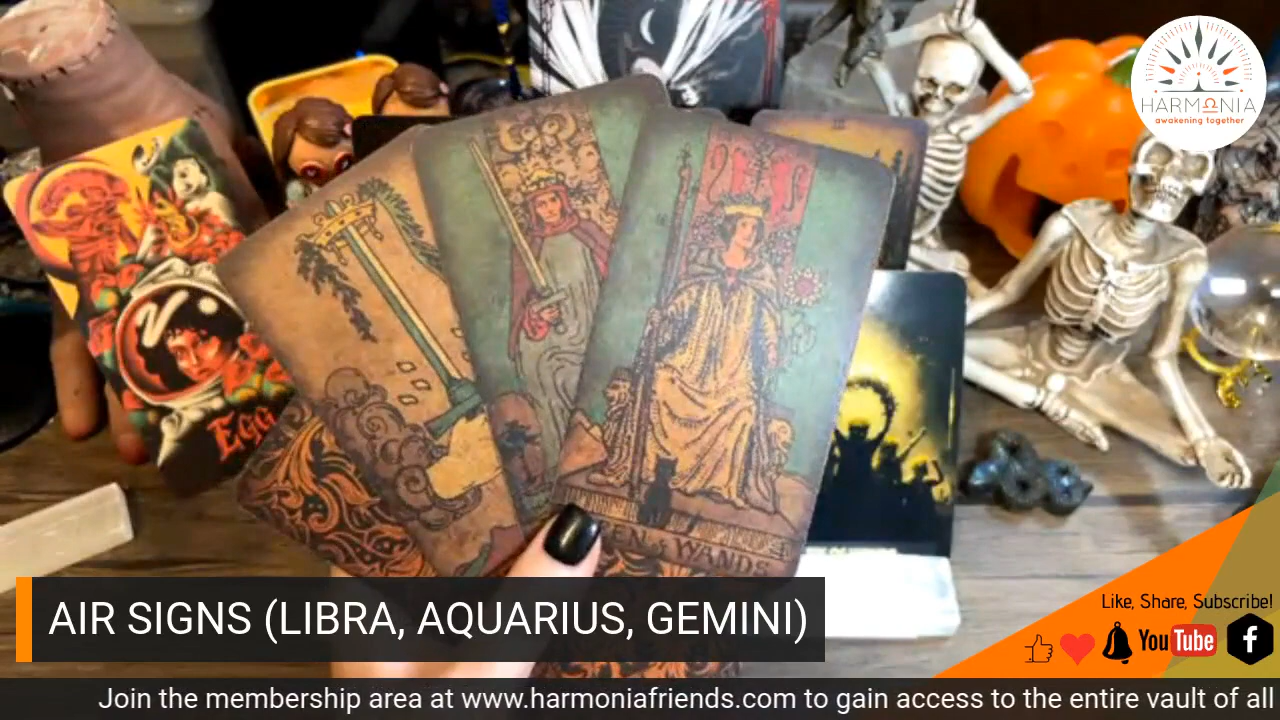 HARMΩNIA
awakening together
EGG
QUEEN of WANDS
AIR SIGNS (LIBRA, AQUARIUS, GEMINI)
Like, Share, Subscribe!
YouTube
f
Join the membership area at www.harmoniafriends.com to gain access to the entire vault of all